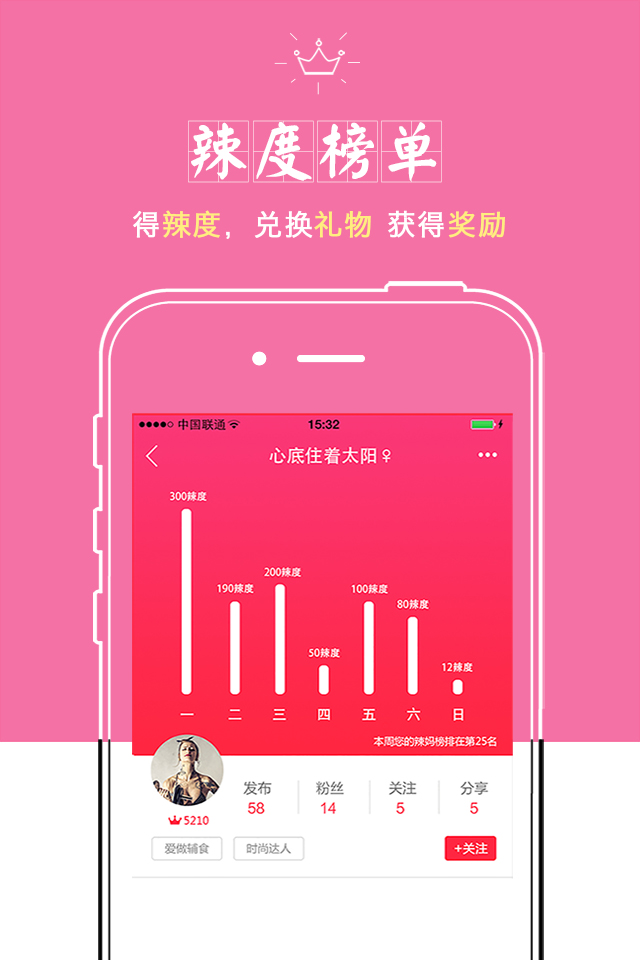 辣度榜单
得辣度，兑换礼物 获得奖励
中国联通 15:32
心底住着太阳♀
300辣度
190辣度
200辣度
50辣度
100辣度
80辣度
12辣度
一 二 三 四 五 六 日
本周您的辣妈榜排在第25名
发布 粉丝 关注 分享
58 14 5 5
5210
爱做辅食 时尚达人 +关注